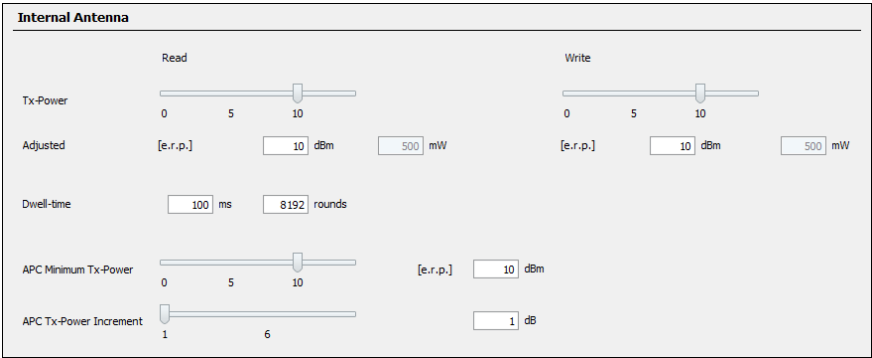 Internal Antenna
Read Write
Tx-Power
0 5 10 0 5 10
Adjusted [e.r.p.] 10 dBm 500 mW [e.r.p.] 10 dBm 500 mW
Dwell-time 100 ms 8192 rounds
APC Minimum Tx-Power [e.r.p.] 10 dBm
0 5 10
APC Tx-Power Increment 1 dB
1 6